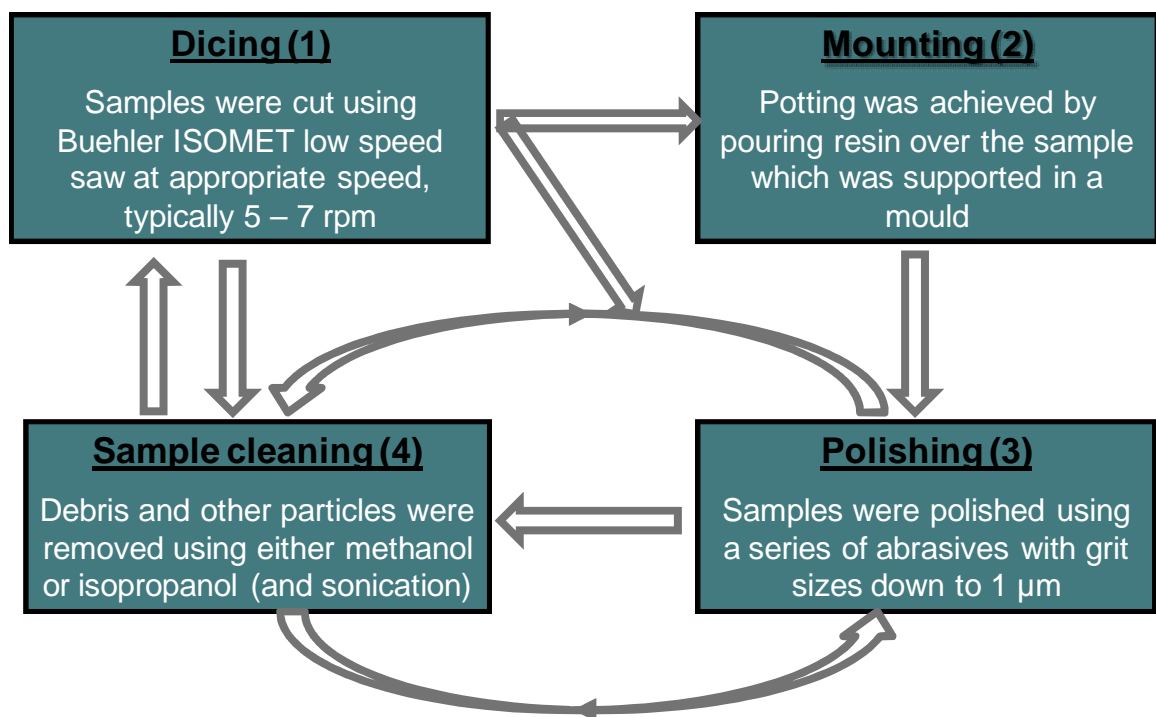 Dicing (1)
Samples were cut using
Buehler ISOMET low speed
saw at appropriate speed,
typically 5 – 7 rpm
Mounting (2)
Potting was achieved by
pouring resin over the sample
which was supported in a
mould
Sample cleaning (4)
Debris and other particles were
removed using either methanol
or isopropanol (and sonication)
Polishing (3)
Samples were polished using
a series of abrasives with grit
sizes down to 1 μm